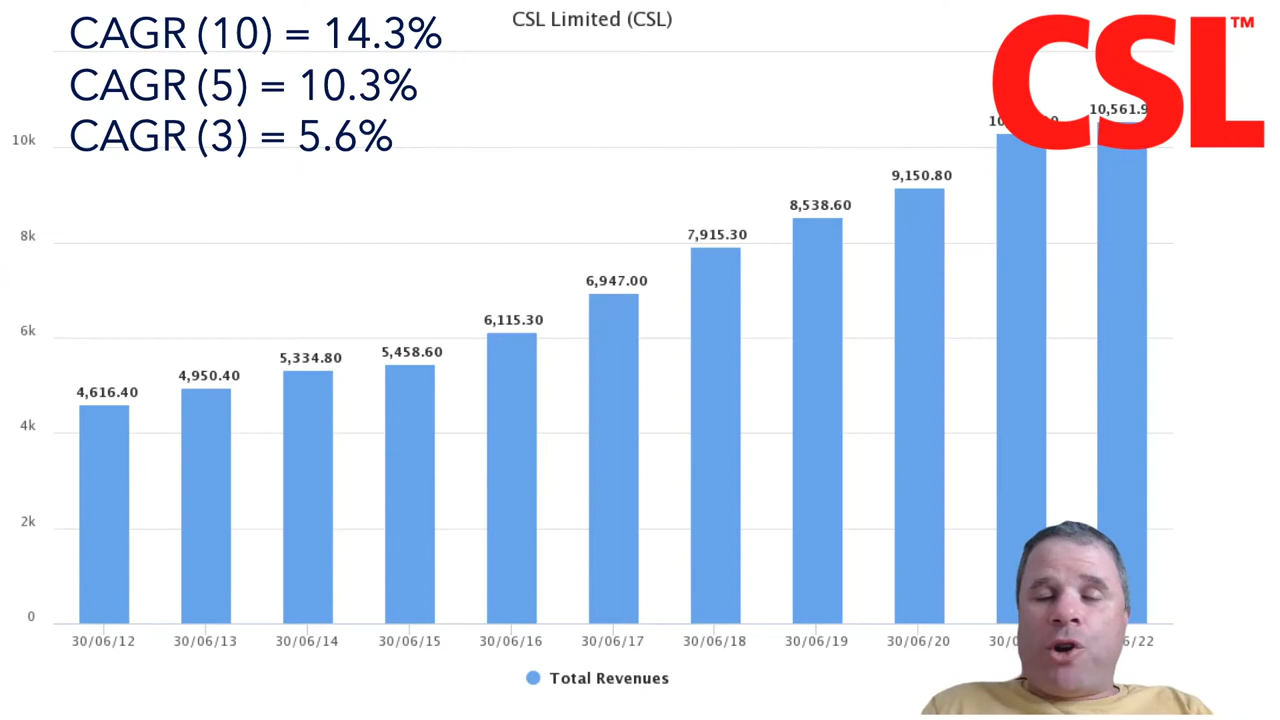 CAGR (10) = 14.3%
CAGR (5) = 10.3%
CAGR (3) = 5.6%
CSL Limited (CSL)
CSL™
10k
8k
6k
4k
2k
0
4,616.40
4,950.40
5,334.80
5,458.60
6,115.30
6,947.00
7,915.30
8,538.60
9,150.80
10,561.9
30/06/12
30/06/13
30/06/14
30/06/15
30/06/16
30/06/17
30/06/18
30/06/19
30/06/20
Total Revenues